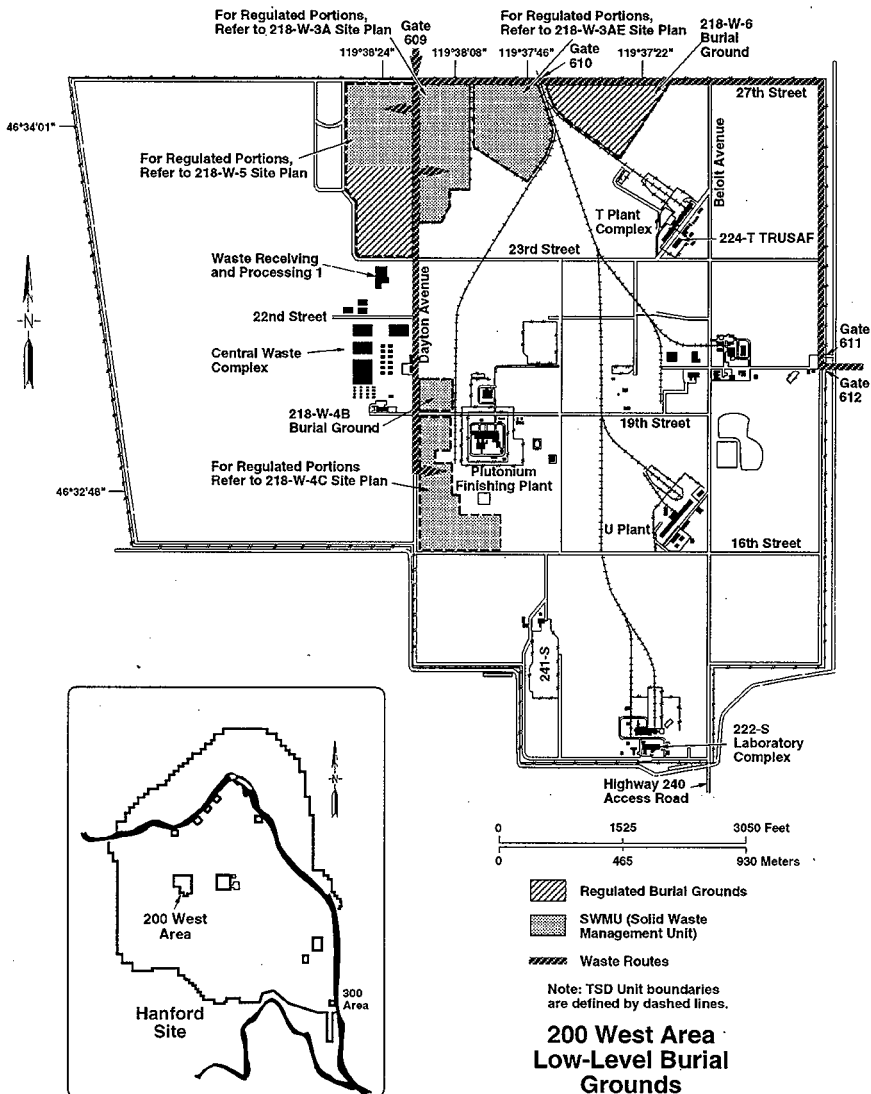 For Regulated Portions,
Refer to 218-W-3A Site Plan
Gate
609
For Regulated Portions,
Refer to 218-W-3AE Site Plan
Gate
610
218-W-6
Burial
Ground
119°38'24"
119°38'08"
119°37'46"
119°37'22"
27th Street
46°34'01"
For Regulated Portions,
Refer to 218-W-5 Site Plan
Beloit Avenue
T Plant
Complex
224-T TRUSAF
23rd Street
Waste Receiving
and Processing 1
Dayton Avenue
22nd Street
-N-
Central Waste
Complex
Gate
611
Gate
612
218-W-4B
Burial Ground
19th Street
For Regulated Portions
Refer to 218-W-4C Site Plan
Plutonium
Finishing Plant
46°32'48"
U Plant
16th Street
241-S
222-S
Laboratory
Complex
Highway 240
Access Road
0 1525 3050 Feet
0 465 930 Meters
-N-
200 West
Area
300
Area
Hanford
Site
Regulated Burial Grounds
SWMU (Solid Waste
Management Unit)
Waste Routes
Note: TSD Unit boundaries
are defined by dashed lines.
200 West Area
Low-Level Burial
Grounds